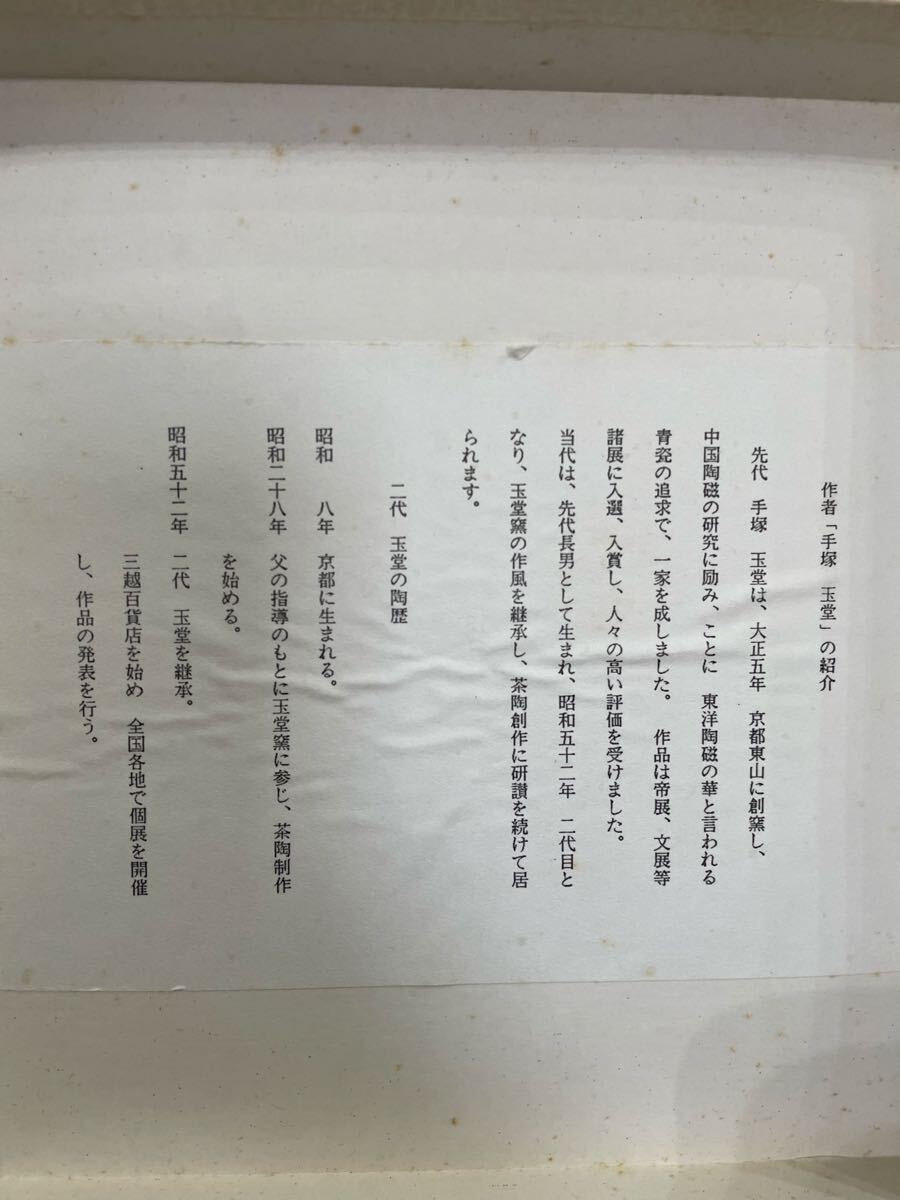 作者「手塚　玉堂」の紹介
先代　手塚　玉堂は、大正五年　京都東山に創窯し、
中国陶磁の研究に励み、ことに　東洋陶磁の華と言われる
青瓷の追求で、一家を成しました。　作品は帝展、文展等
諸展に入選、入賞し、人々の高い評価を受けました。
当代は、先代長男として生まれ、昭和五十二年　二代目と
なり、玉堂窯の作風を継承し、茶陶創作に研讃を続けて居
られます。
二代　玉堂の陶歴
昭和　　八年　京都に生まれる。
昭和二十八年　父の指導のもとに玉堂窯に参じ、茶陶制作
を始める。
昭和五十二年　二代　玉堂を継承。
三越百貨店を始め　全国各地で個展を開催
し、作品の発表を行う。